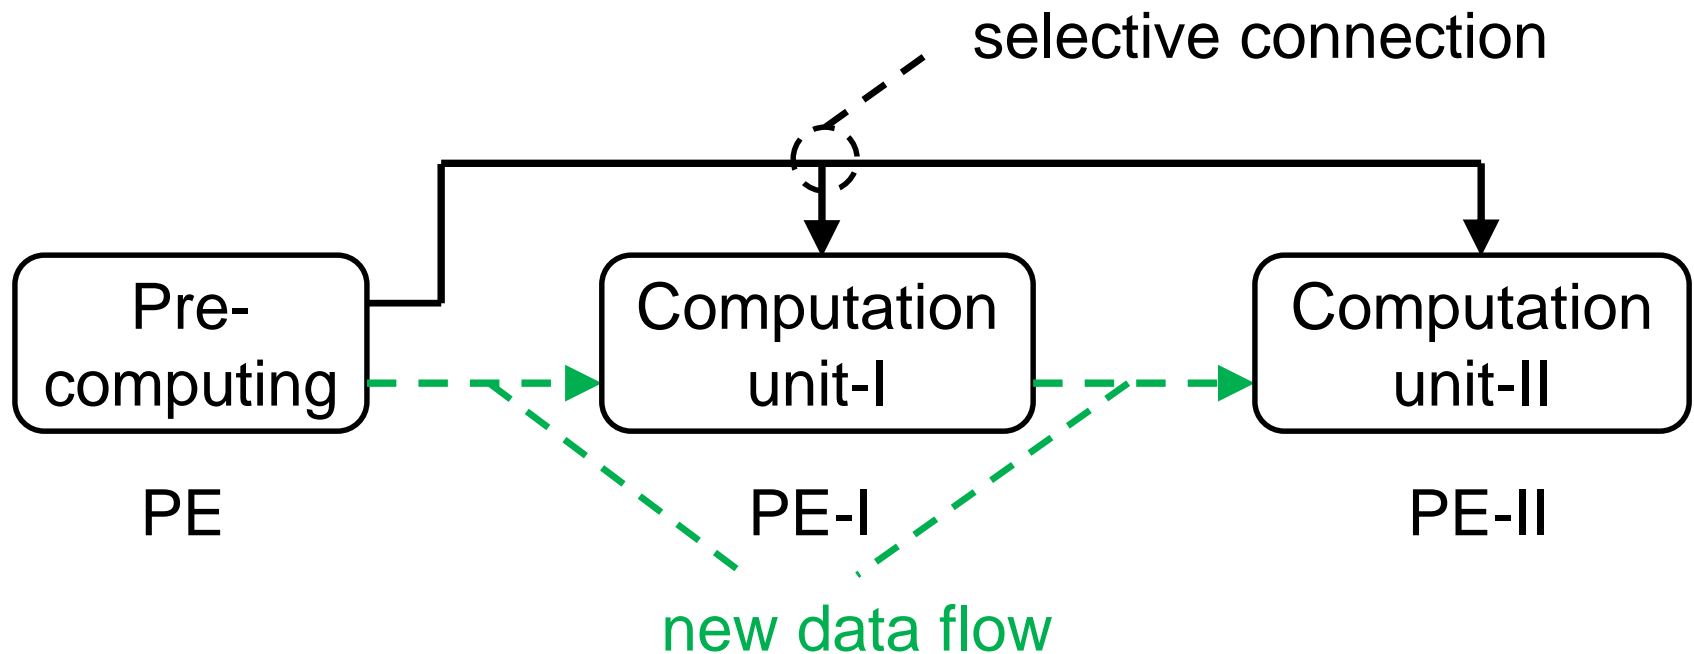 selective connection
Pre-
computing
Computation
unit-I
Computation
unit-II
PE
PE-I
PE-II
new data flow